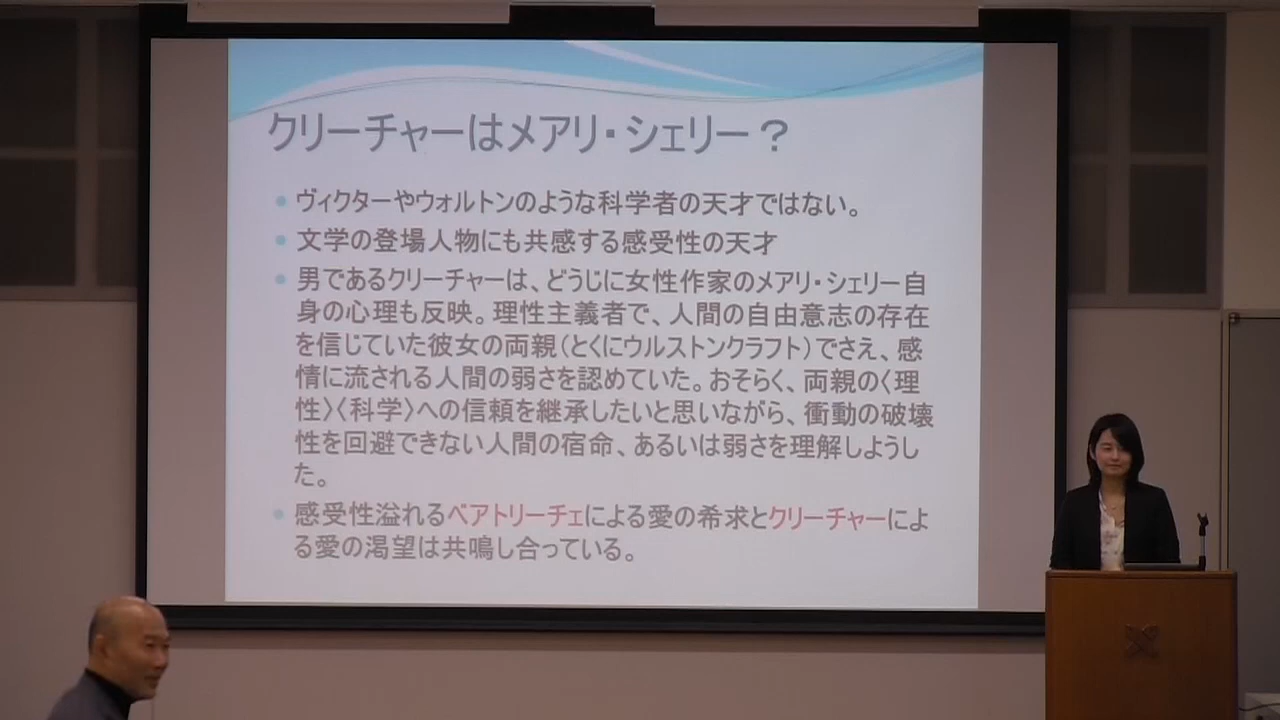 クリーチャーはメアリ・シェリー？
ヴィクターやウォルトンのような科学者の天才ではない。
文学の登場人物にも共感する感受性の天才
男であるクリーチャーは、どうじに女性作家のメアリ・シェリー自
身の心理も反映。理性主義者で、人間の自由意志の存在
を信じていた彼女の両親（とくにウルストンクラフト）でさえ、感
情に流される人間の弱さを認めていた。おそらく、両親の〈理
性〉〈科学〉への信頼を継承したいと思いながら、衝動の破壊
性を回避できない人間の宿命、あるいは弱さを理解しようし
た。
感受性溢れるベアトリーチェによる愛の希求とクリーチャーによ
る愛の渇望は共鳴し合っている。